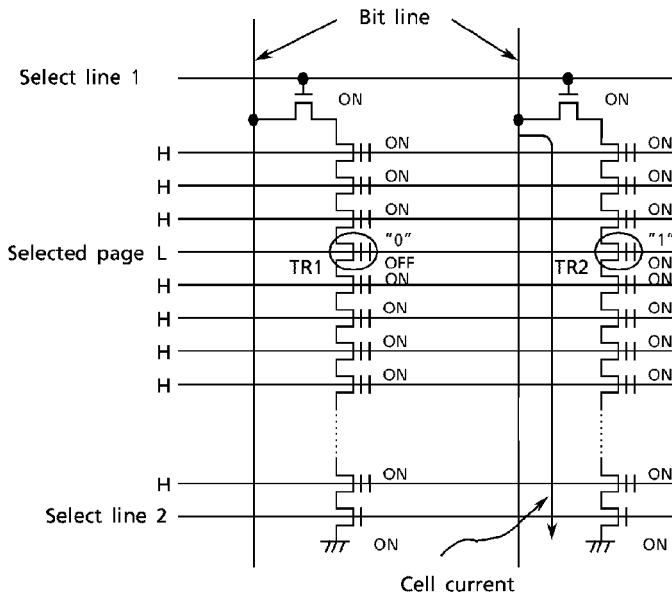 Bit line
Select line 1
ON ON
H ON ON
H ON ON
H ON ON
Selected page L "0" "1"
TR1 OFF TR2 ON
H ON ON
H ON ON
H ON ON
H ON ON
H ON ON
Select line 2
ON ON
Cell current